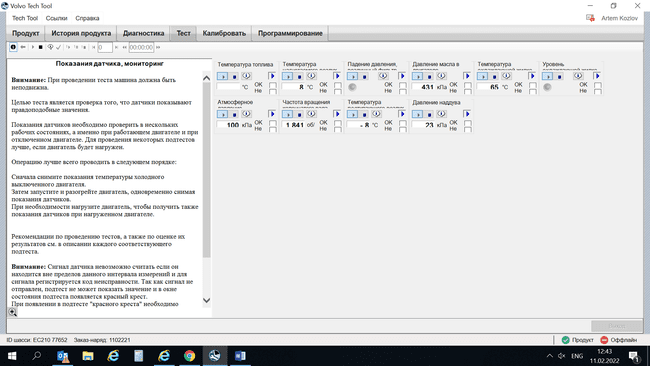 Volvo Tech Tool
Tech Tool Ссылки Справка
Artem Kozlov
Продукт История продукта Диагностика Тест Калибровать Программирование
0 00:00:00
Показания датчика, мониторинг
Внимание: При проведении теста машина должна быть
неподвижна.
Целью теста является проверка того, что датчики показывают
правдоподобные значения.
Показания датчиков необходимо проверить в нескольких
рабочих состояниях, а именно при работающем двигателе и при
отключенном двигателе. Для проведения некоторых подтестов
лучше, если двигатель будет нагружен.
Операцию лучше всего проводить в следующем порядке:
Сначала снимите показания температуры холодного
выключенного двигателя.
Затем запустите и разогрейте двигатель, одновременно снимая
показания датчиков.
При необходимости нагрузите двигатель, чтобы получить также
показания датчиков при нагруженном двигателе.
Рекомендации по проведению тестов, а также по оценке их
результатов см. в описании каждого соответствующего
подтеста.
Внимание: Сигнал датчика невозможно считать если он
находится вне пределов данного интервала измерений и для
сигнала регистрируется код неисправности. Так как сигнал не
отправлен, подтест не может показать значение и в окне
состояния подтеста появляется красный крест.
При появлении в подтесте "красного креста" необходимо
Температура топлива
°C OK
Не
Температура
8 °C OK
Не
Падение давления,
OK
Не
Давление масла в
431 кПа OK
Не
Температура
65 °C OK
Не
Уровень
OK
Не
Атмосферное
100 кПа OK
Не
Частота вращения
1 841 об/ OK
Не
Температура
- 8 °C OK
Не
Давление наддува
23 кПа OK
Не
ID шасси: EC210 77652 Заказ-наряд: 1102221
Продукт Оффлайн
ENG
12:43
11.02.2022